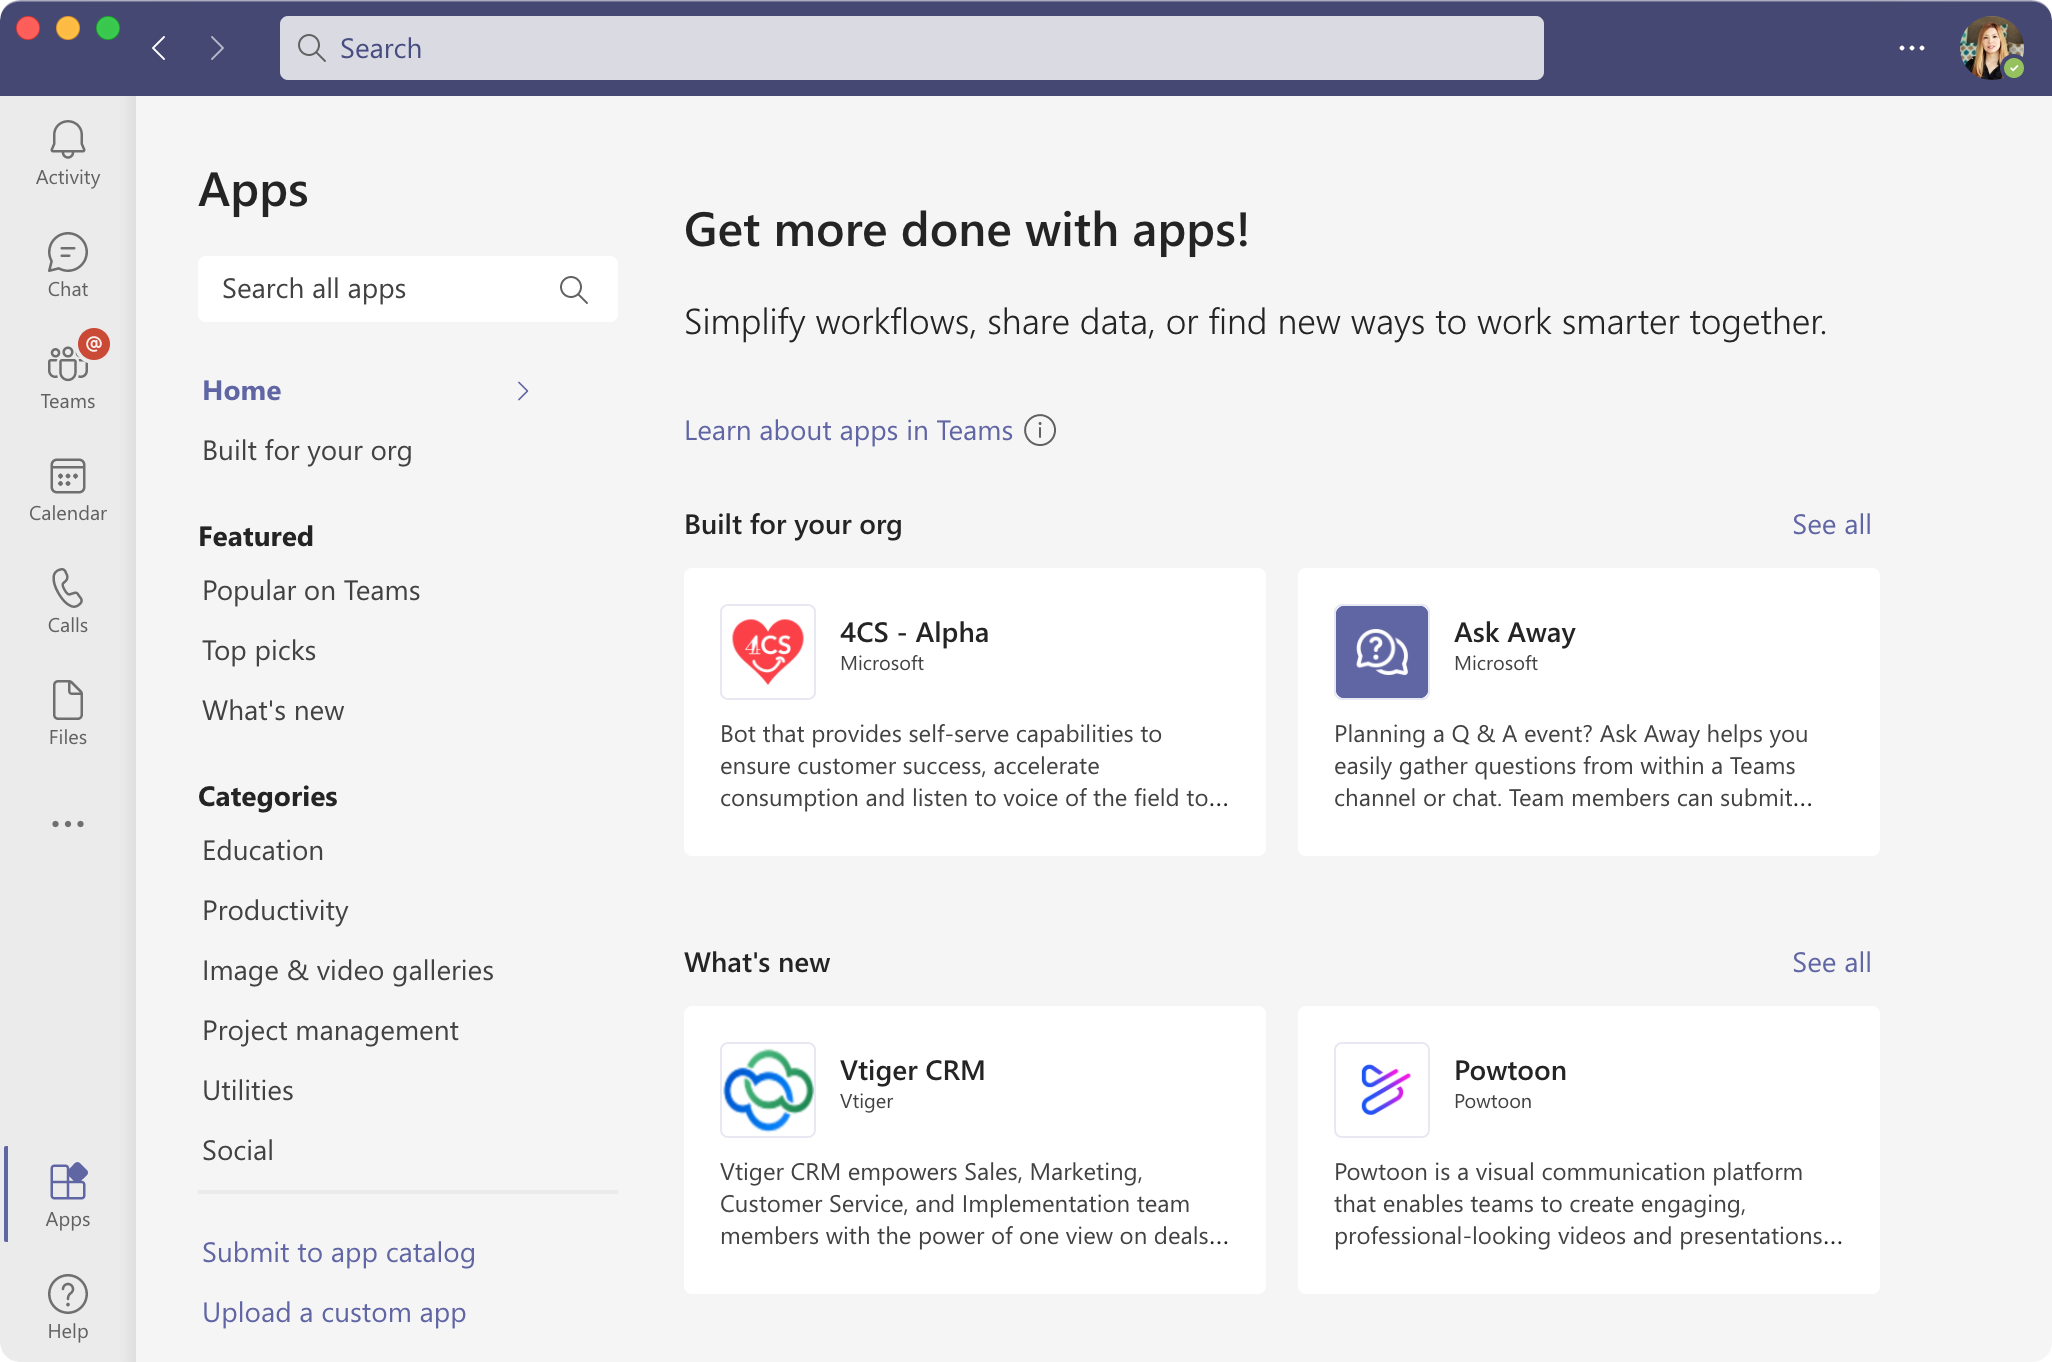 Search
Activity
Chat
@
Teams
Calendar
Calls
Files
Apps
Help
Apps
Search all apps
Home
Built for your org
Featured
Popular on Teams
Top picks
What's new
Categories
Education
Productivity
Image & video galleries
Project management
Utilities
Social
Submit to app catalog
Upload a custom app
Get more done with apps!
Simplify workflows, share data, or find new ways to work smarter together.
Learn about apps in Teams
Built for your org
See all
4CS
4CS - Alpha
Microsoft
Bot that provides self-serve capabilities to
ensure customer success, accelerate
consumption and listen to voice of the field to...
Ask Away
Microsoft
Planning a Q & A event? Ask Away helps you
easily gather questions from within a Teams
channel or chat. Team members can submit...
What's new
See all
Vtiger CRM
Vtiger
Vtiger CRM empowers Sales, Marketing,
Customer Service, and Implementation team
members with the power of one view on deals...
Powtoon
Powtoon
Powtoon is a visual communication platform
that enables teams to create engaging,
professional-looking videos and presentations...